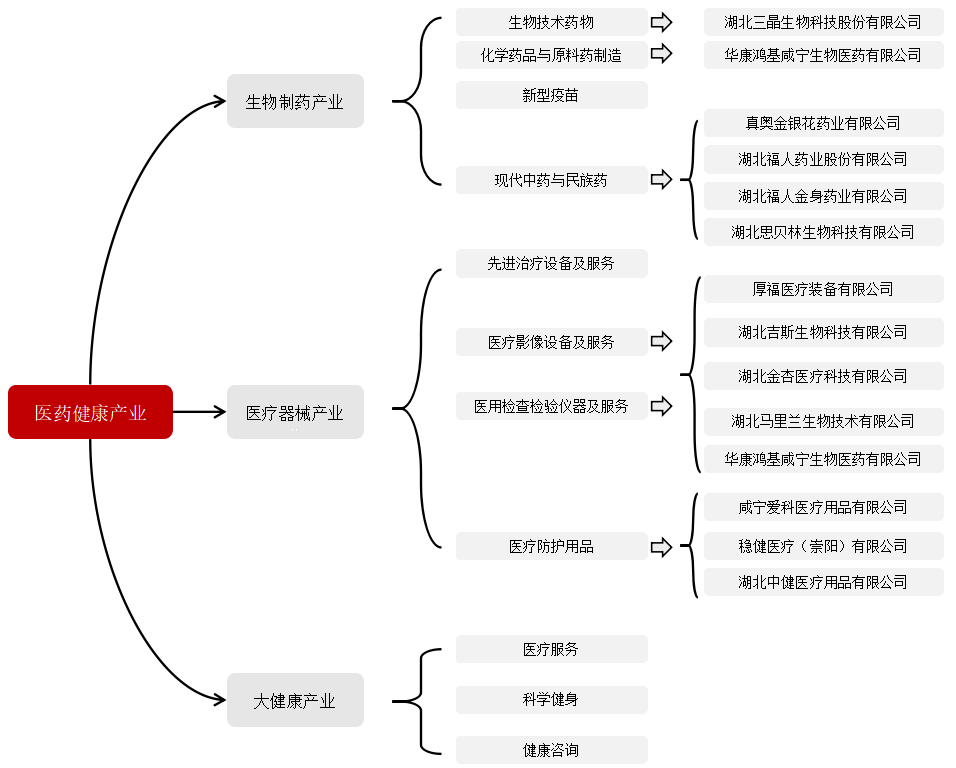 医药健康产业
生物制药产业
生物技术药物
湖北三晶生物科技股份有限公司
化学药品与原料药制造
华康鸿基咸宁生物医药有限公司
新型疫苗
现代中药与民族药
真奥金银花药业有限公司
湖北福人药业股份有限公司
湖北福人金身药业有限公司
湖北思贝林生物科技有限公司
医疗器械产业
先进治疗设备及服务
医疗影像设备及服务
医用检查检验仪器及服务
厚福医疗装备有限公司
湖北吉斯生物科技有限公司
湖北金杏医疗科技有限公司
湖北马里兰生物技术有限公司
华康鸿基咸宁生物医药有限公司
医疗防护用品
咸宁爱科医疗用品有限公司
稳健医疗（崇阳）有限公司
湖北中健医疗用品有限公司
大健康产业
医疗服务
科学健身
健康咨询